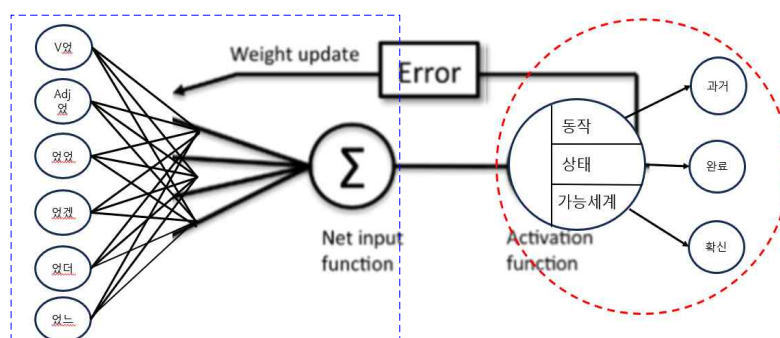 V었
Adj
었
었었
었겠
었더
었느
Weight update
Error
Σ
Net input
function
동작
상태
가능세계
Activation
function
과거
완료
확신